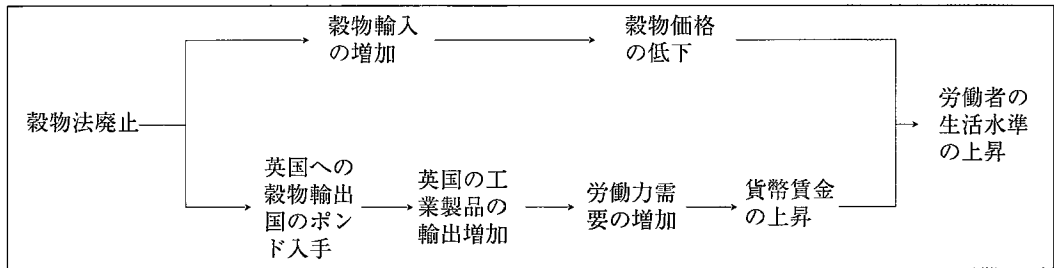 穀物輸入
の増加
穀物価格
の低下
穀物法廃止
労働者の
生活水準
の上昇
英国への
穀物輸出
国のポン
ド入手
英国の工
業製品の
輸出増加
労働力需
要の増加
貨幣賃金
の上昇